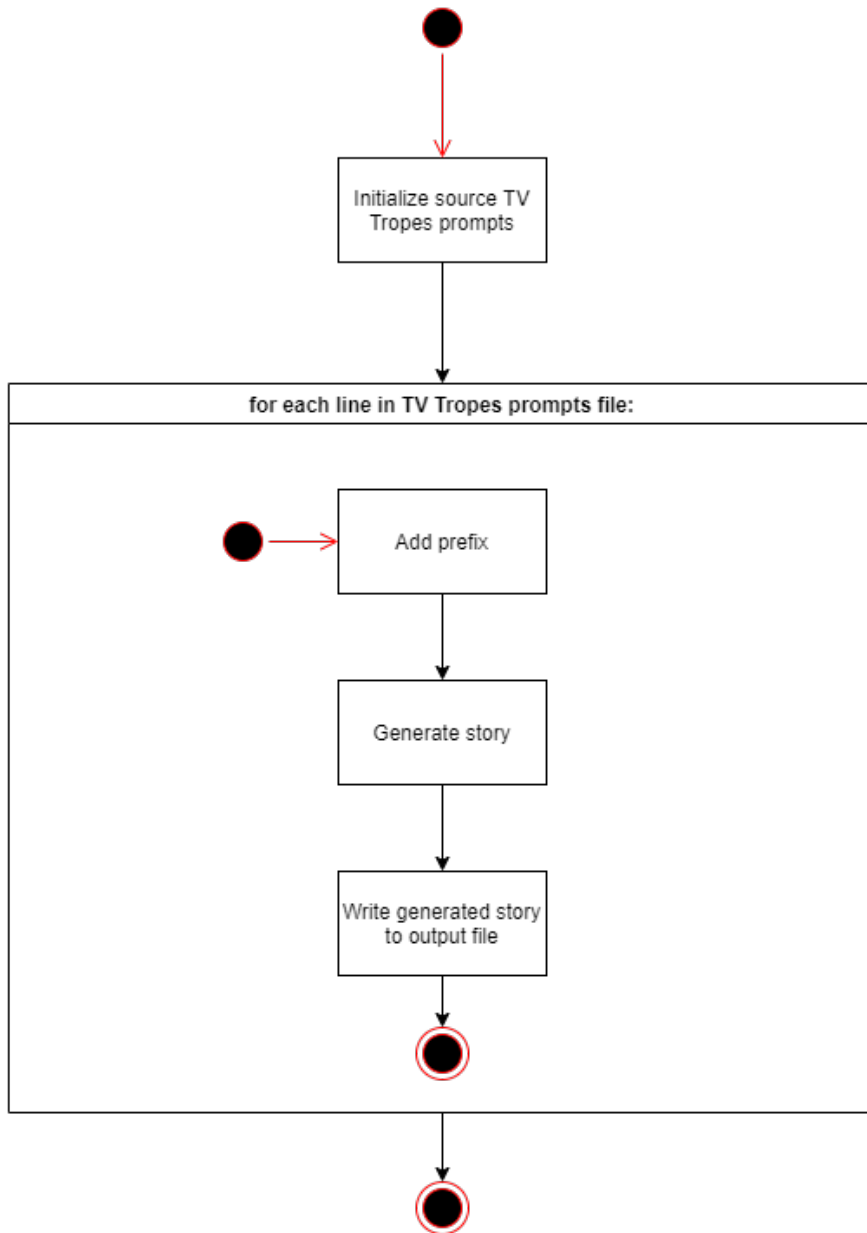 Initialize source TV
Tropes prompts
for each line in TV Tropes prompts file:
Add prefix
Generate story
Write generated story
to output file